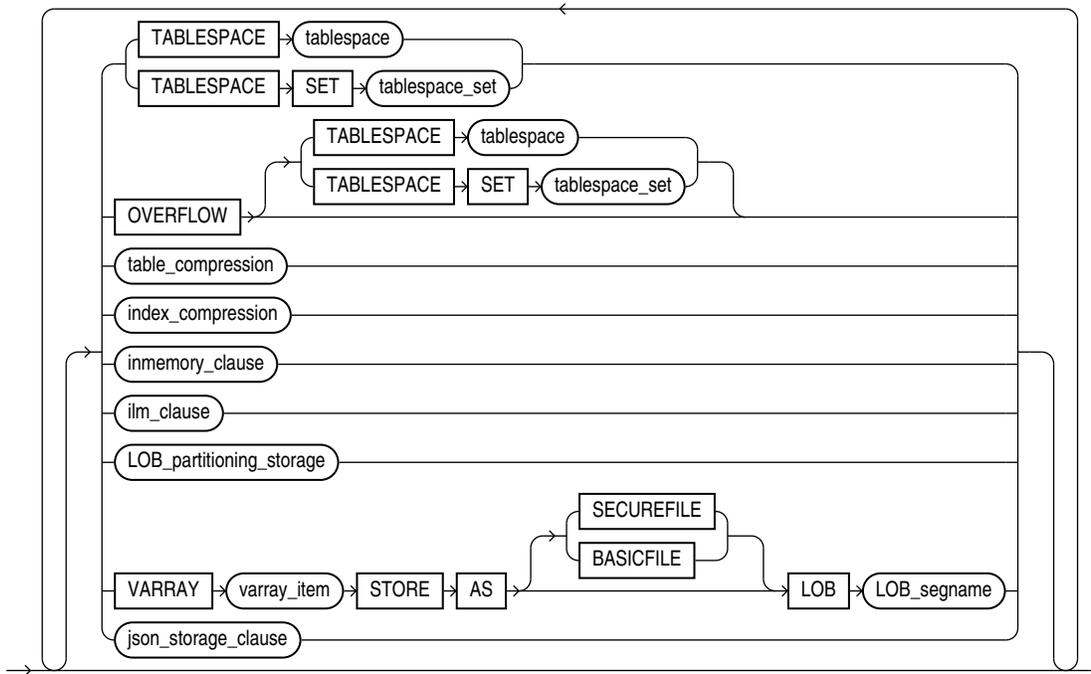 TABLESPACE tablespace
TABLESPACE SET tablespace_set
TABLESPACE tablespace
TABLESPACE SET tablespace_set
OVERFLOW
table_compression
index_compression
inmemory_clause
ilm_clause
LOB_partitioning_storage
SECUREFILE
BASICFILE
VARRAY varray_item STORE AS LOB LOB_segname
json_storage_clause